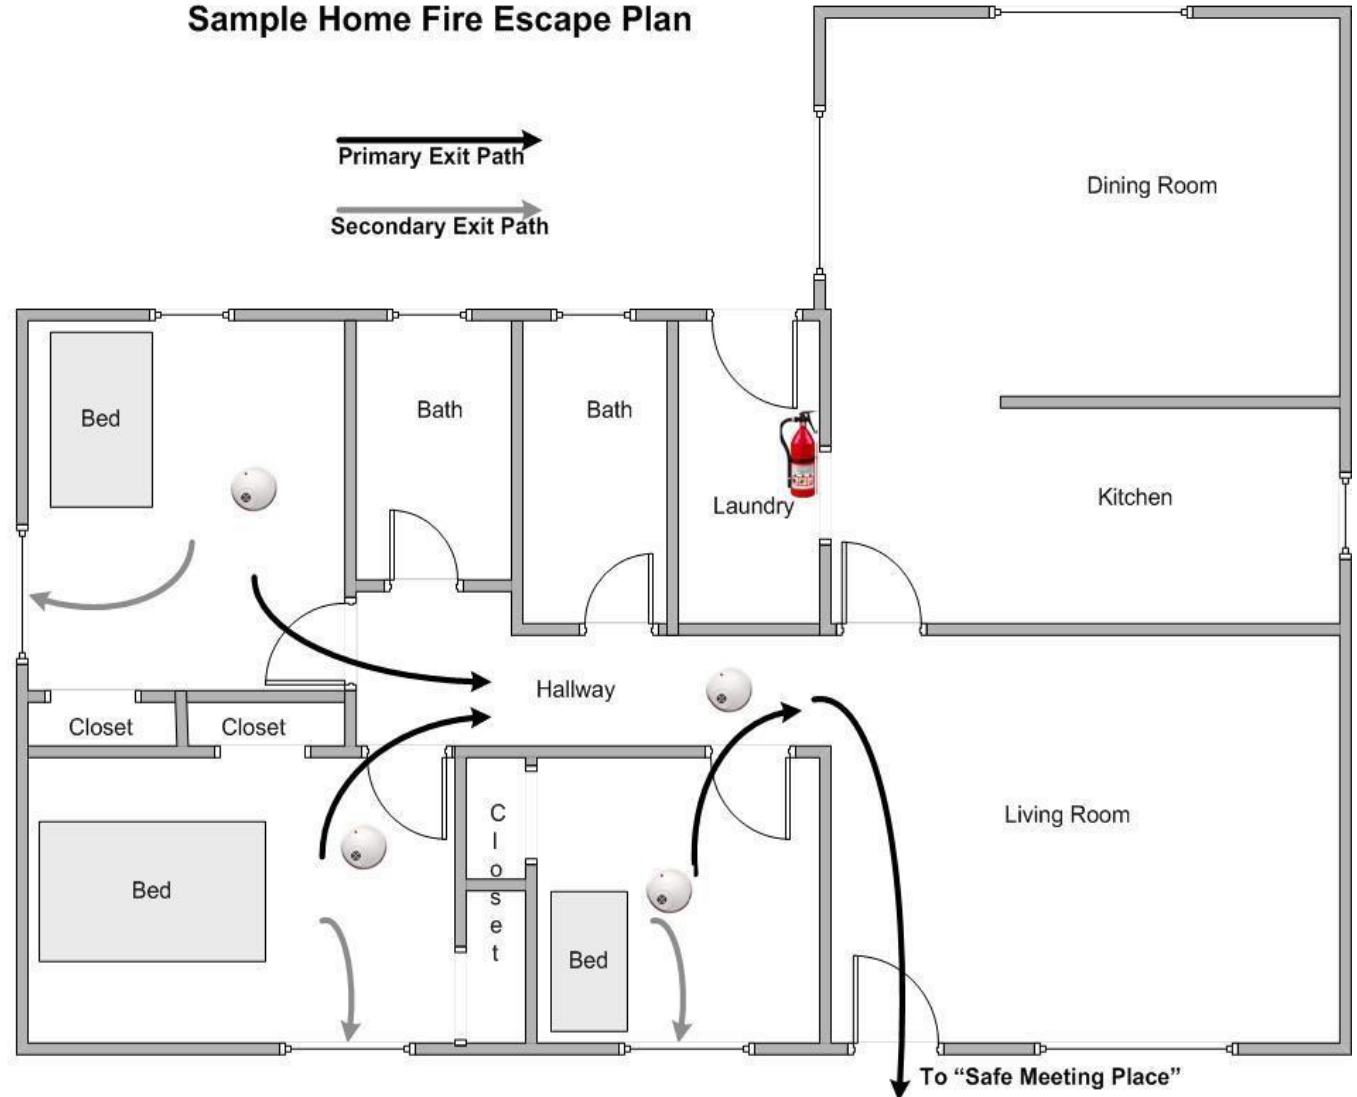 Sample Home Fire Escape Plan
Primary Exit Path
Secondary Exit Path
Dining Room
Bed
Bath
Bath
Laundry
Kitchen
Hallway
Closet
Closet
Closet
Living Room
Bed
Bed
To “Safe Meeting Place”